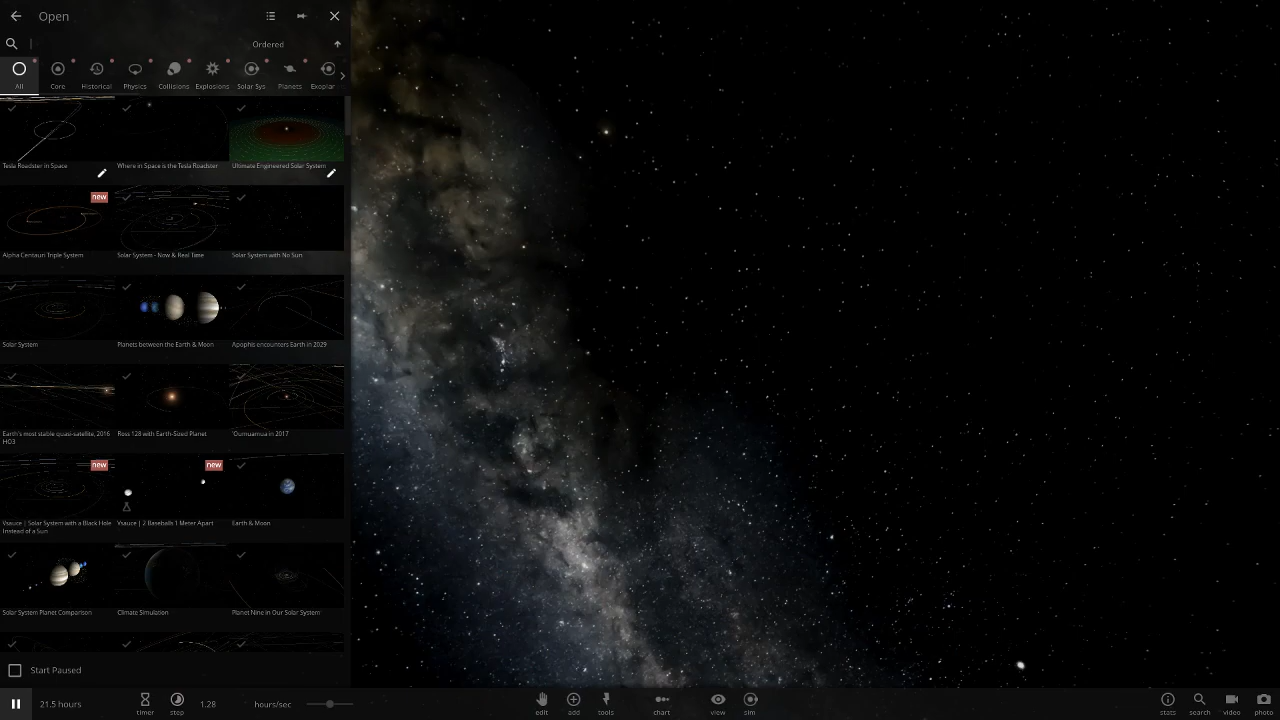 Open
Ordered
All
Core
Historical
Physics
Collisions
Explosions
Solar Sys
Planets
Exoplar
Tesla Roadster in Space
Where in Space is the Tesla Roadster
Ultimate Engineered Solar System
new
Alpha Centauri Triple System
Solar System - Now & Real Time
Solar System with No Sun
Solar System
Planets between the Earth & Moon
Apophis encounters Earth in 2029
Earth's most stable quasi-satellite, 2016
HO3
Ross 128 with Earth-Sized Planet
'Oumuamua in 2017
new
new
Vsauce | Solar System with a Black Hole
Instead of a Sun
Vsauce | 2 Baseballs 1 Meter Apart
Earth & Moon
Solar System Planet Comparison
Climate Simulation
Planet Nine in Our Solar System
Start Paused
21.5 hours
timer
step
1.28
hours/sec
edit
add
tools
chart
view
sim
stats
search
video
photo